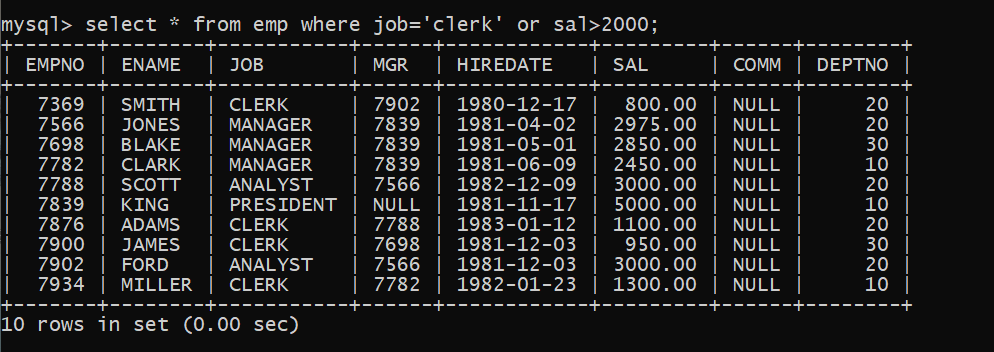 mysql> select * from emp where job='clerk' or sal>2000;
+-------+--------+-----------+------+------------+---------+------+--------+
| EMPNO | ENAME  | JOB       | MGR  | HIREDATE   | SAL     | COMM | DEPTNO |
+-------+--------+-----------+------+------------+---------+------+--------+
|  7369 | SMITH  | CLERK     | 7902 | 1980-12-17 |  800.00 | NULL |     20 |
|  7566 | JONES  | MANAGER   | 7839 | 1981-04-02 | 2975.00 | NULL |     20 |
|  7698 | BLAKE  | MANAGER   | 7839 | 1981-05-01 | 2850.00 | NULL |     30 |
|  7782 | CLARK  | MANAGER   | 7839 | 1981-06-09 | 2450.00 | NULL |     10 |
|  7788 | SCOTT  | ANALYST   | 7566 | 1982-12-09 | 3000.00 | NULL |     20 |
|  7839 | KING   | PRESIDENT | NULL | 1981-11-17 | 5000.00 | NULL |     10 |
|  7876 | ADAMS  | CLERK     | 7788 | 1983-01-12 | 1100.00 | NULL |     20 |
|  7900 | JAMES  | CLERK     | 7698 | 1981-12-03 |  950.00 | NULL |     30 |
|  7902 | FORD   | ANALYST   | 7566 | 1981-12-03 | 3000.00 | NULL |     20 |
|  7934 | MILLER | CLERK     | 7782 | 1982-01-23 | 1300.00 | NULL |     10 |
+-------+--------+-----------+------+------------+---------+------+--------+
10 rows in set (0.00 sec)